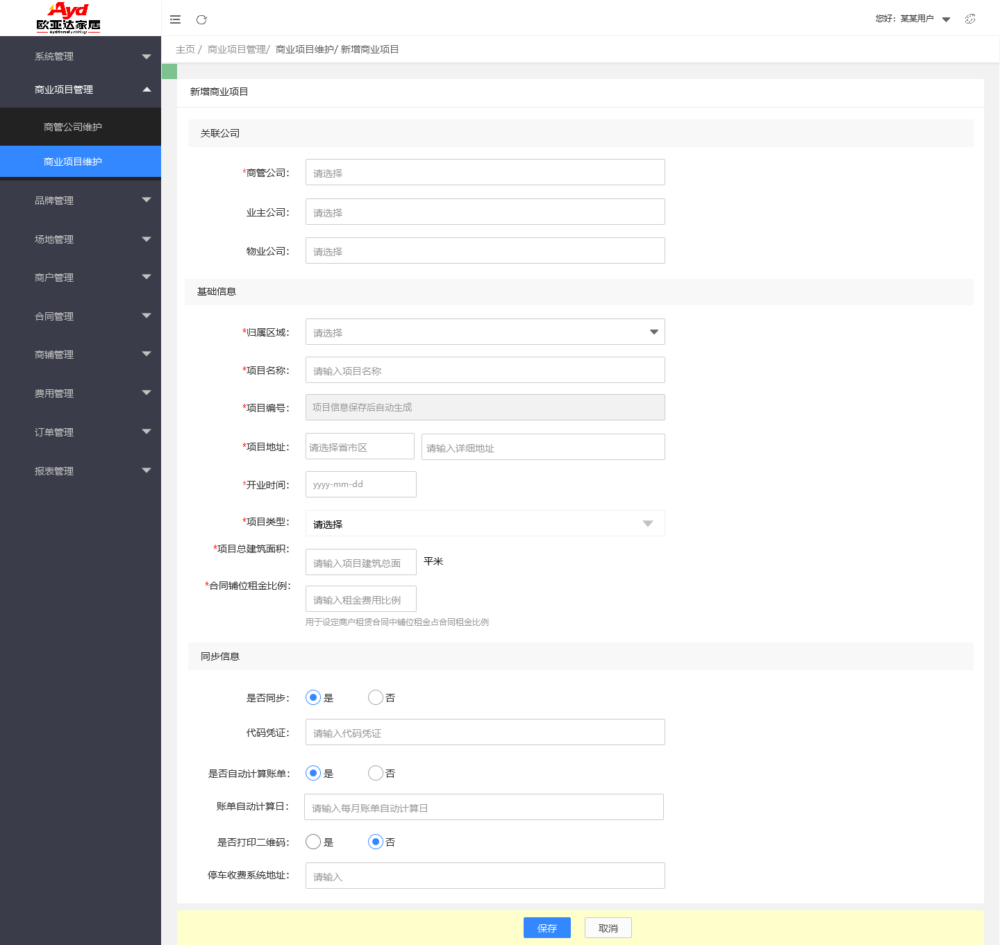 Ayd
欧亚达家居
AydHomeFurnishings
您好：某某用户
主页 / 商业项目管理/ 商业项目维护/ 新增商业项目
系统管理
商业项目管理
商管公司维护
商业项目维护
品牌管理
场地管理
商户管理
合同管理
商铺管理
费用管理
订单管理
报表管理
新增商业项目
关联公司
*商管公司： 请选择
业主公司： 请选择
物业公司： 请选择
基础信息
*归属区域： 请选择
*项目名称： 请输入项目名称
*项目编号： 项目信息保存后自动生成
*项目地址： 请选择省市区 请输入详细地址
*开业时间： yyyy-mm-dd
*项目类型： 请选择
*项目总建筑面积： 请输入项目建筑总面 平米
*合同铺位租金比例： 请输入租金费用比例
用于设定商户租赁合同中铺位租金占合同租金比例
同步信息
是否同步： 是 否
代码凭证： 请输入代码凭证
是否自动计算账单： 是 否
账单自动计算日： 请输入每月账单自动计算日
是否打印二维码： 是 否
停车收费系统地址： 请输入
保存 取消